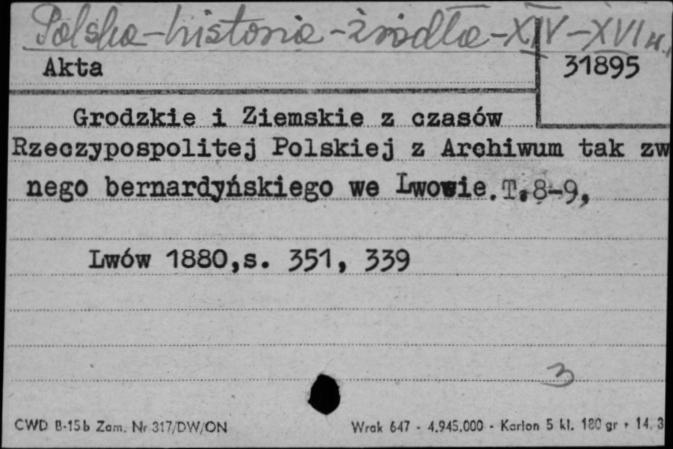 Polska-historia-źródła-XIV-XVI w.
Akta 31895
Grodzkie i Ziemskie z czasów
Rzeczypospolitej Polskiej z Archiwum tak zw
nego bernardyńskiego we Lwowie.T.8-9,
Lwów 1880,s. 351, 339
3
CWD B-15b Zam. Nr 317/DW/ON Wrak 647 - 4.945.000 - Karton 5 kl. 180 gr + 14. 3